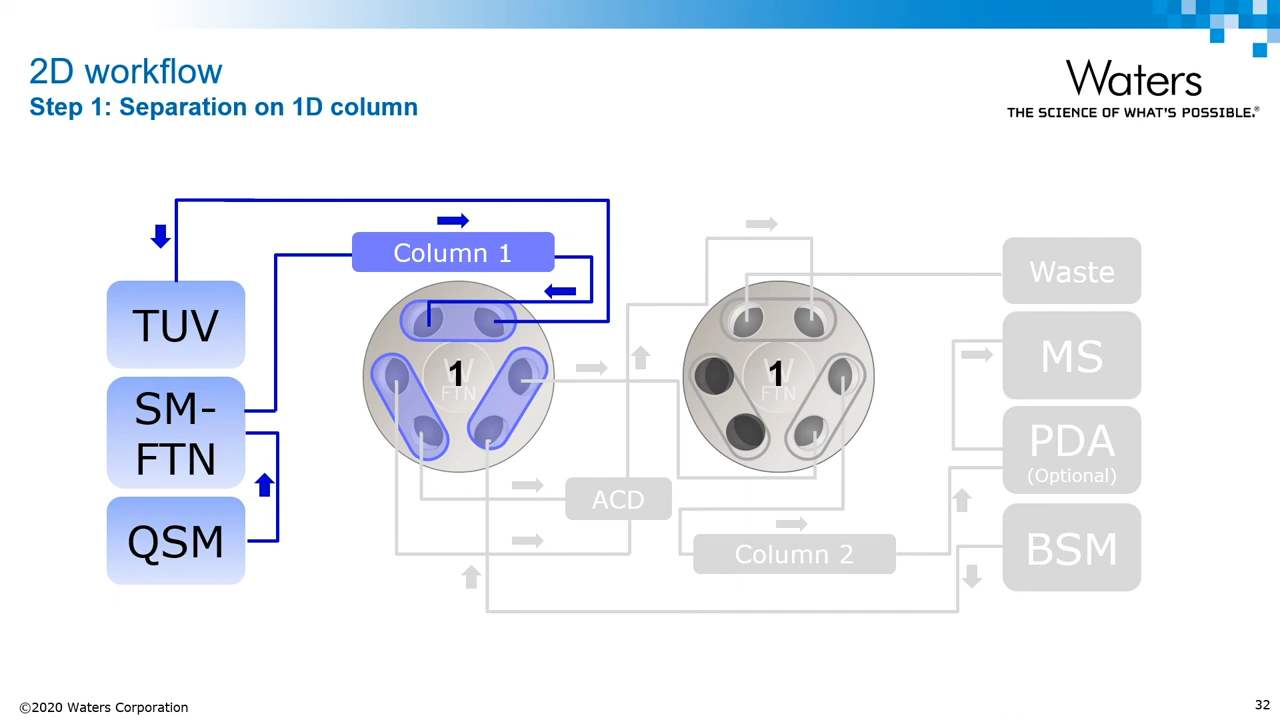 2D workflow
Step 1: Separation on 1D column
Waters
THE SCIENCE OF WHAT'S POSSIBLE.®
Column 1
TUV
SM-
FTN
QSM
1
W
FTN
1
W
FTN
ACD
Column 2
Waste
MS
PDA
(Optional)
BSM
©2020 Waters Corporation
32